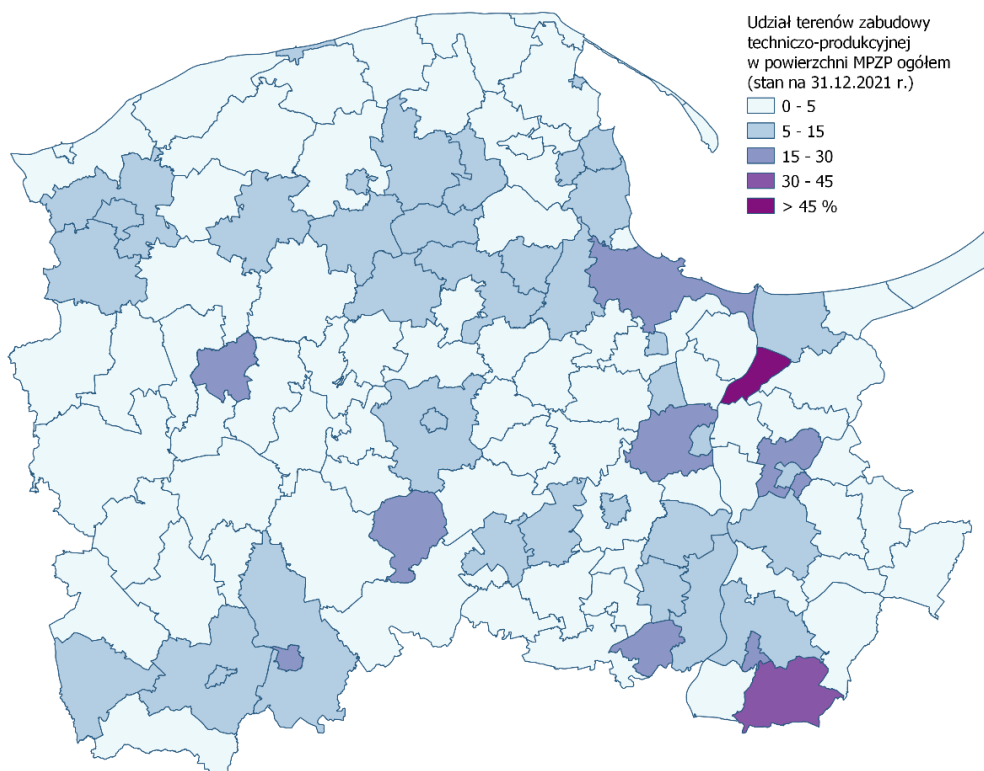 Udział terenów zabudowy
techniczo-produkcyjnej
w powierzchni MPZP ogółem
(stan na 31.12.2021 r.)
0 - 5
5 - 15
15 - 30
30 - 45
> 45 %